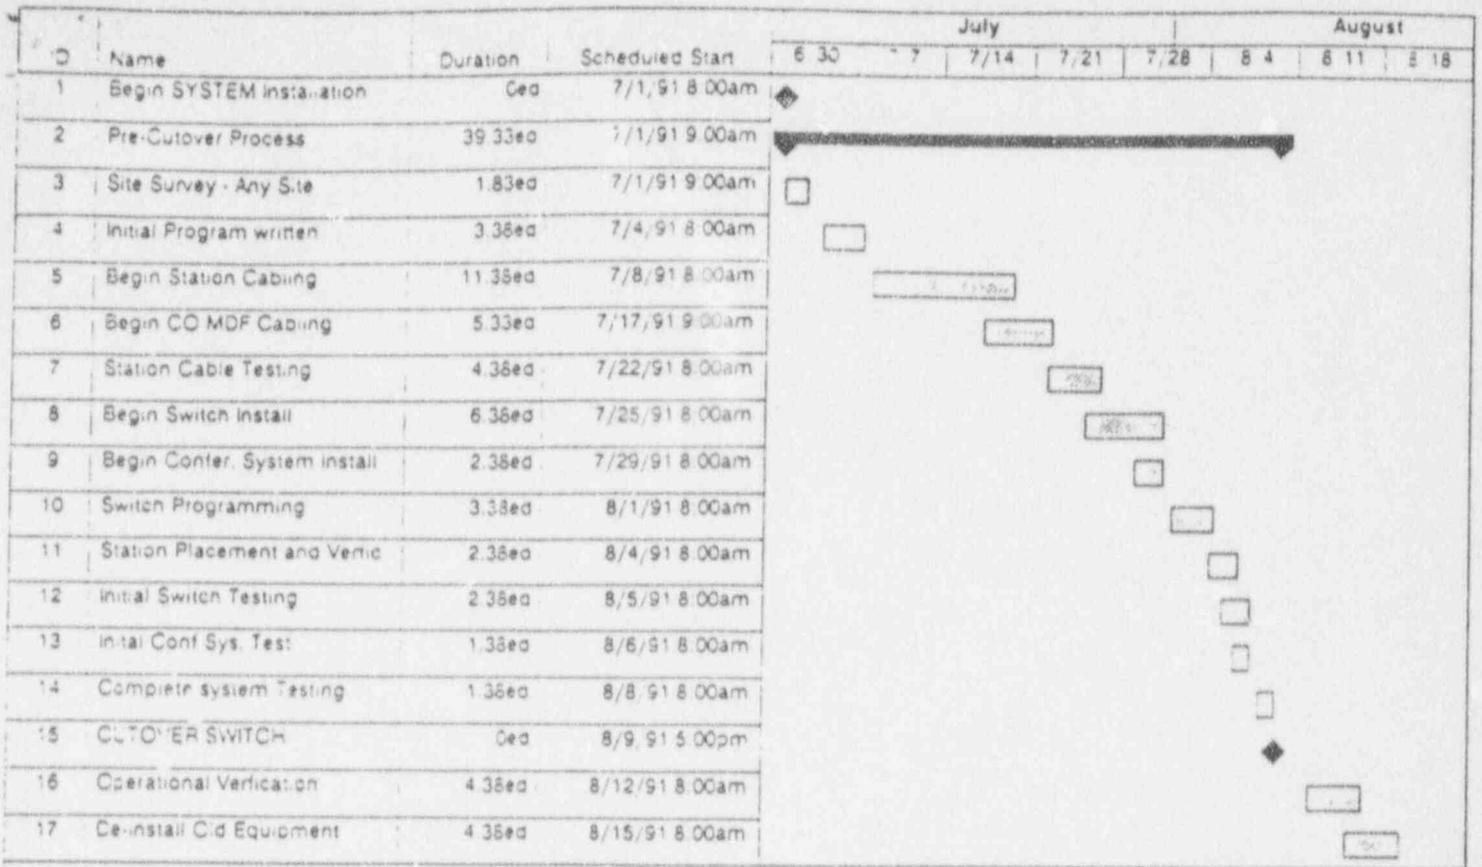 July August
ID Name Duration Scheduled Start 6 30 7 7 7/14 7/21 7/28 8 4 8 11 8 18
1 Begin SYSTEM Installation 0ed 7/1/91 8:00am
2 Pre-Cutover Process 39.33ed 7/1/91 9:00am
3 Site Survey - Any Site 1.83ed 7/1/91 9:00am
4 Initial Program written 3.38ed 7/4/91 8:00am
5 Begin Station Cabling 11.38ed 7/8/91 8:00am
6 Begin CO MDF Cabling 5.33ed 7/17/91 9:00am
7 Station Cable Testing 4.38ed 7/22/91 8:00am
8 Begin Switch Install 6.38ed 7/25/91 8:00am
9 Begin Confer. System Install 2.38ed 7/29/91 8:00am
10 Switch Programming 3.38ed 8/1/91 8:00am
11 Station Placement and Verific 2.38ed 8/4/91 8:00am
12 Initial Switch Testing 2.38ed 8/5/91 8:00am
13 Inital Conf Sys. Test 1.38ed 8/6/91 8:00am
14 Complete system Testing 1.38ed 8/8/91 8:00am
15 CUTOVER SWITCH 0ed 8/9/91 5:00pm
16 Operational Verfication 4.38ed 8/12/91 8:00am
17 De-install Old Equipment 4.38ed 8/15/91 8:00am